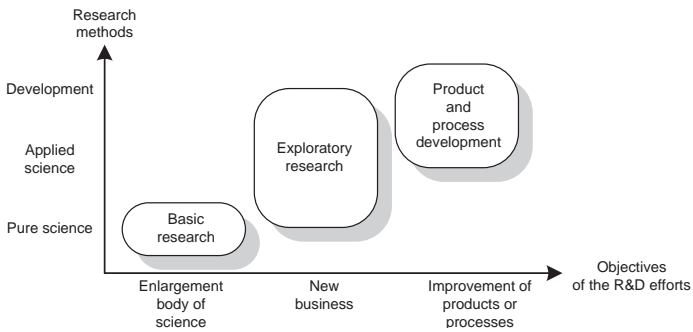 Research
methods
Development
Applied
science
Pure science
Basic
research
Exploratory
research
Product
and
process
development
Enlargement
body of
science
New
business
Improvement of
products or
processes
Objectives
of the R&D efforts